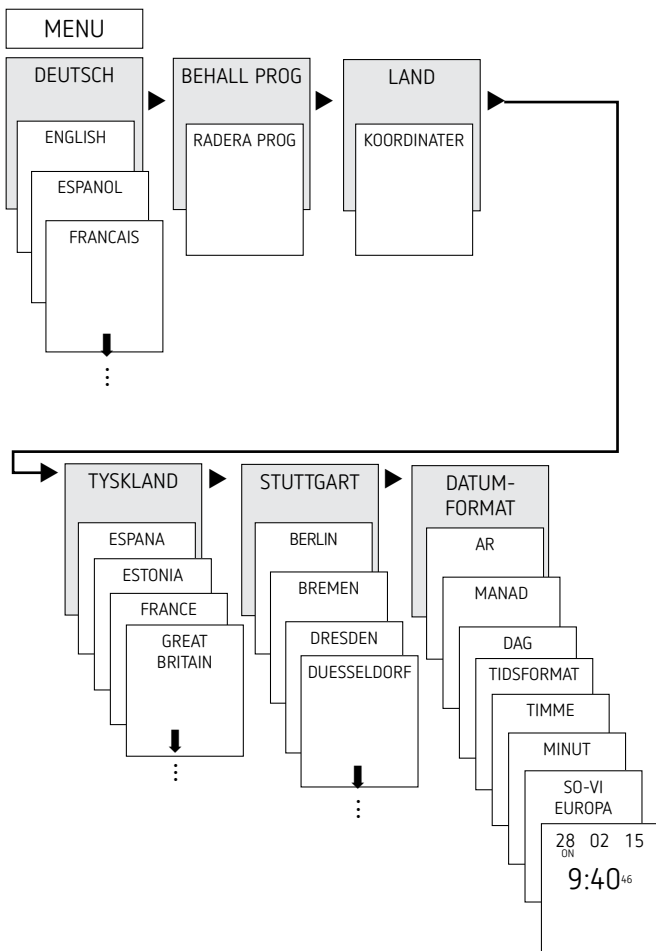 MENU
DEUTSCH
ENGLISH
ESPANOL
FRANCAIS
BEHALL PROG
RADERA PROG
LAND
KOORDINATER
TYSKLAND
ESPANA
ESTONIA
FRANCE
GREAT
BRITAIN
STUTTGART
BERLIN
BREMEN
DRESDEN
DUESSELDORF
DATUM-
FORMAT
AR
MANAD
DAG
TIDSFORMAT
TIMME
MINUT
SO-VI
EUROPA
28 02 15
ON
9:40 46